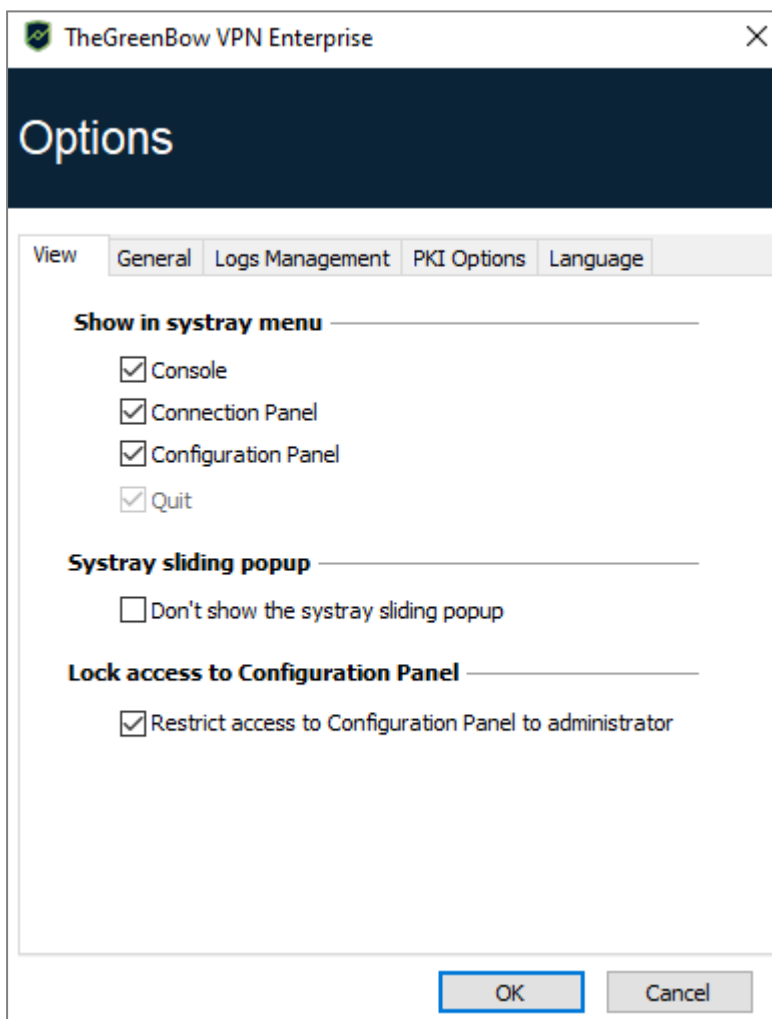 TheGreenBow VPN Enterprise
Options
View General Logs Management PKI Options Language
Show in systray menu
Console
Connection Panel
Configuration Panel
Quit
Systray sliding popup
Don't show the systray sliding popup
Lock access to Configuration Panel
Restrict access to Configuration Panel to administrator
OK Cancel